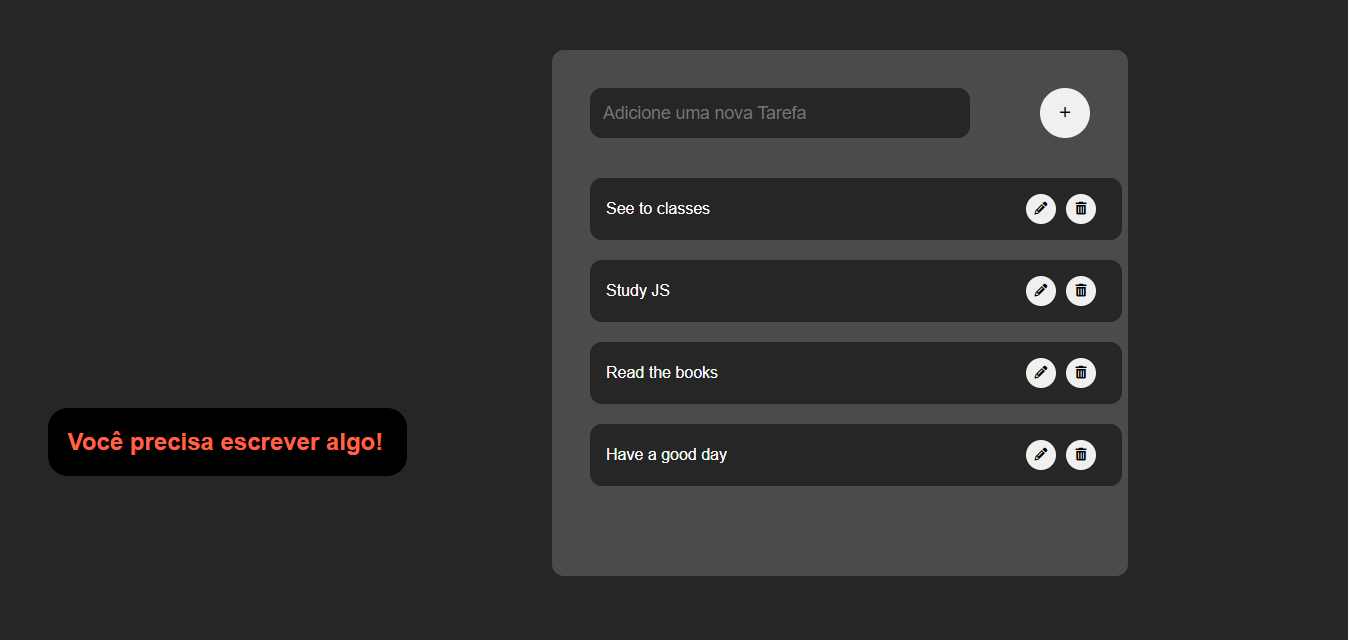 Adicione uma nova Tarefa
+
See to classes
Study JS
Read the books
Have a good day
Você precisa escrever algo!